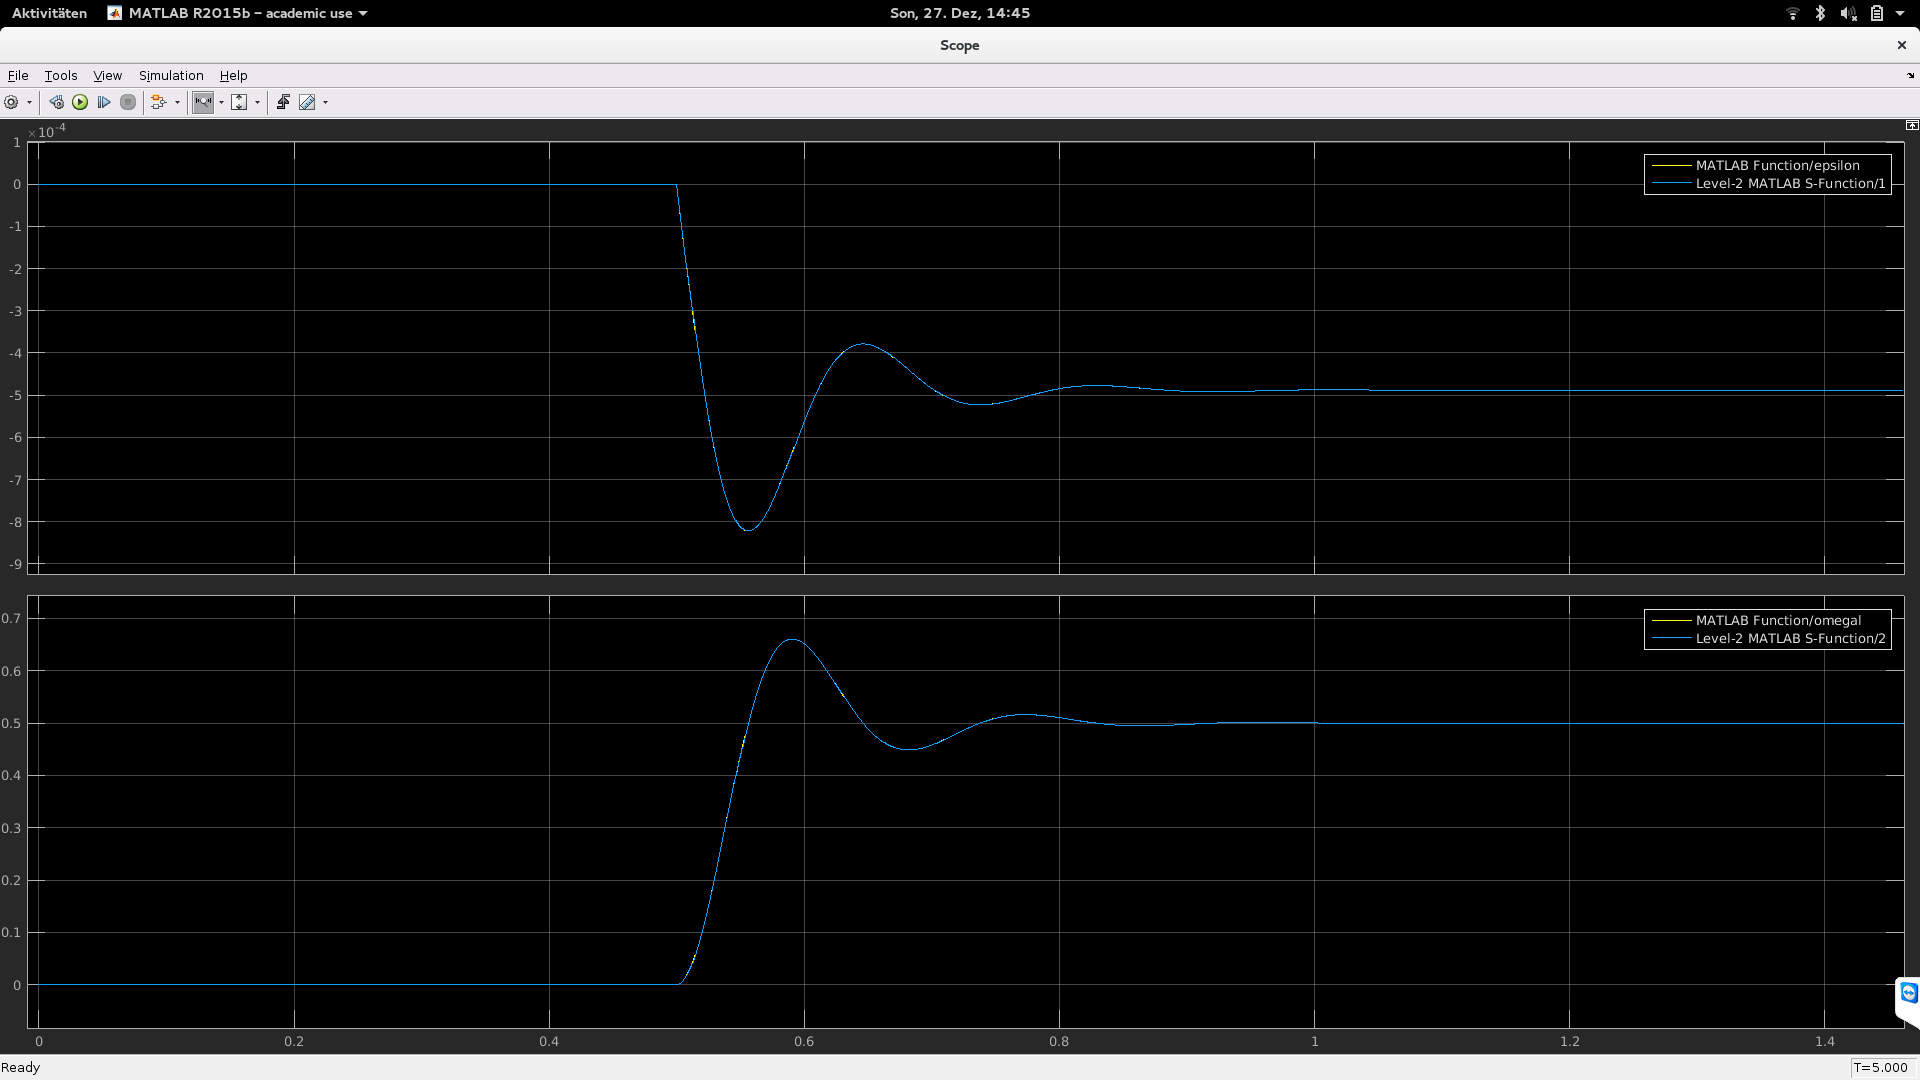 Aktivitäten MATLAB R2015b – academic use Son, 27. Dez, 14:45
Scope
File Tools View Simulation Help
×10-4
1
0
-1
-2
-3
-4
-5
-6
-7
-8
-9
MATLAB Function/epsilon
Level-2 MATLAB S-Function/1
0.7
0.6
0.5
0.4
0.3
0.2
0.1
0
MATLAB Function/omegal
Level-2 MATLAB S-Function/2
0 0.2 0.4 0.6 0.8 1 1.2 1.4
Ready T=5.000